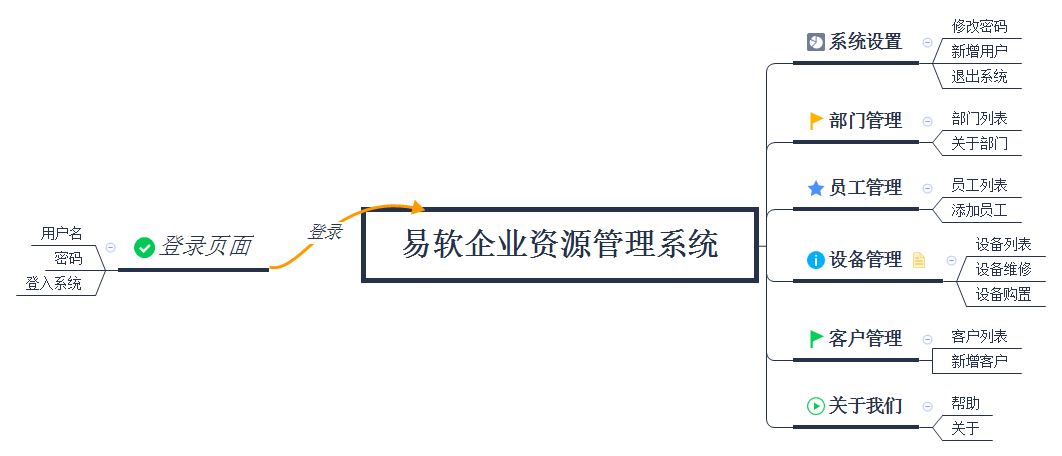 用户名
密码
登入系统
登录页面
登录
易软企业资源管理系统
系统设置
修改密码
新增用户
退出系统
部门管理
部门列表
关于部门
员工管理
员工列表
添加员工
设备管理
设备列表
设备维修
设备购置
客户管理
客户列表
新增客户
关于我们
帮助
关于